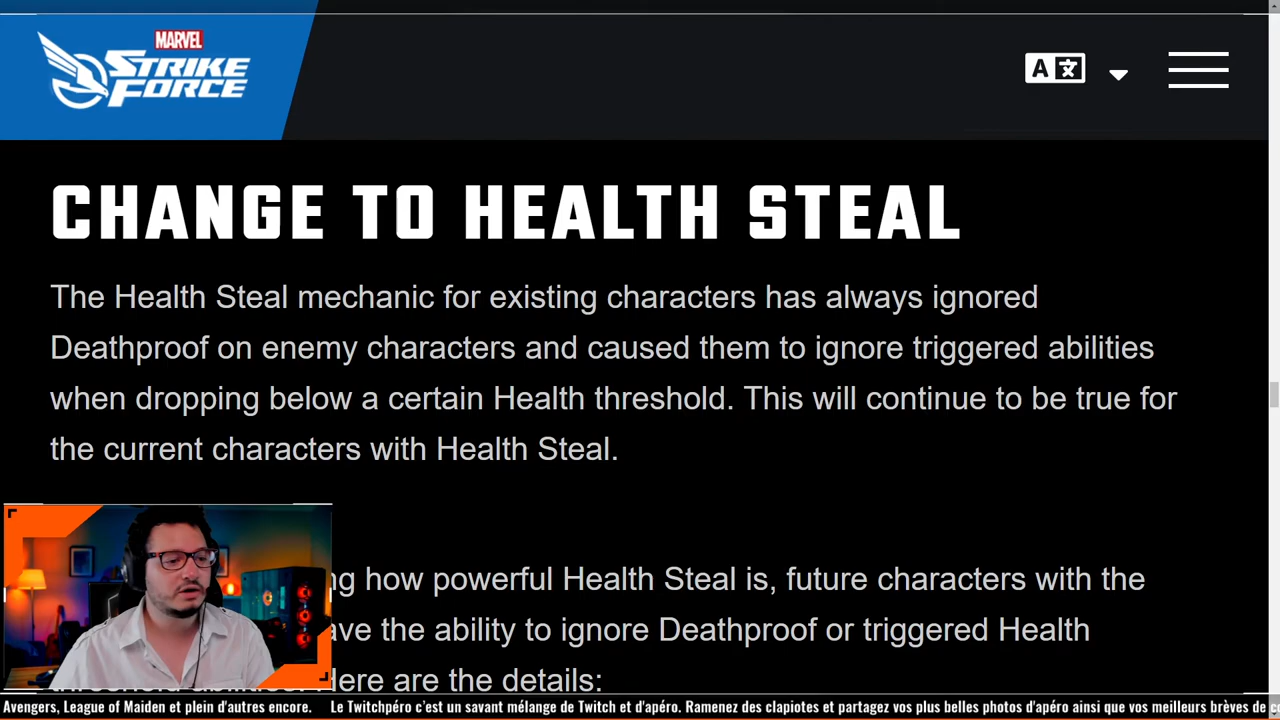 MARVEL
STRIKE
FORCE
A
CHANGE TO HEALTH STEAL
The Health Steal mechanic for existing characters has always ignored
Deathproof on enemy characters and caused them to ignore triggered abilities
when dropping below a certain Health threshold. This will continue to be true for
the current characters with Health Steal.
how powerful Health Steal is, future characters with the
the ability to ignore Deathproof or triggered Health
Here are the details:
Avengers, League of Maiden et plein d'autres encore. Le Twitchpéro c'est un savant mélange de Twitch et d'apéro. Ramenez des clapiotes et partagez vos plus belles photos d'apéro ainsi que vos meilleurs brèves de